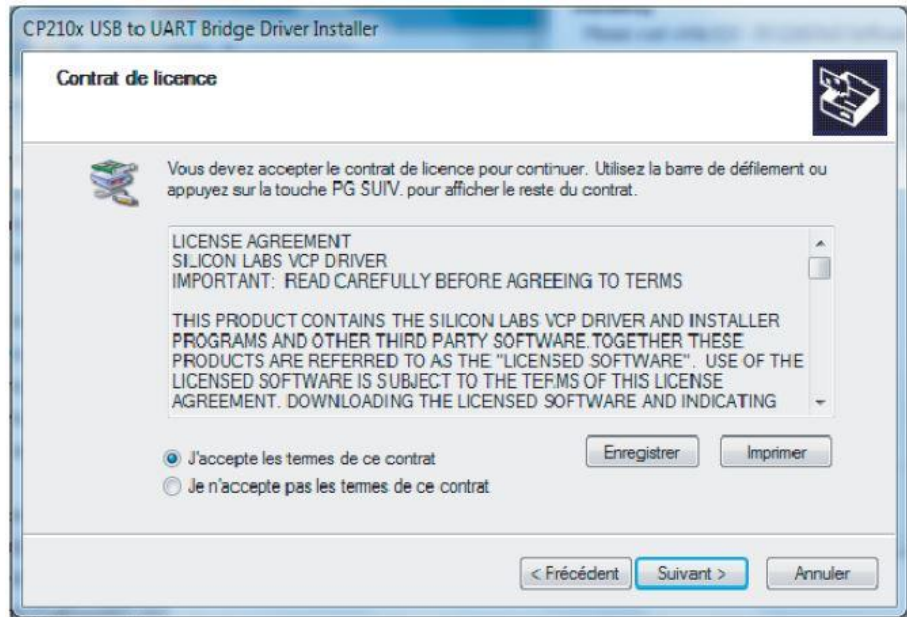 CP210x USB to UART Bridge Driver Installer
Contrat de licence
Vous devez accepter le contrat de licence pour continuer. Utilisez la barre de défilement ou
appuyez sur la touche PG SUIV. pour afficher le reste du contrat.
LICENSE AGREEMENT
SILICON LABS VCP DRIVER
IMPORTANT: READ CAREFULLY BEFORE AGREEING TO TERMS
THIS PRODUCT CONTAINS THE SILICON LABS VCP DRIVER AND INSTALLER
PROGRAMS AND OTHER THIRD PARTY SOFTWARE.TOGETHER THESE
PRODUCTS ARE REFERRED TO AS THE "LICENSED SOFTWARE". USE OF THE
LICENSED SOFTWARE IS SUBJECT TO THE TERMS OF THIS LICENSE
AGREEMENT. DOWNLOADING THE LICENSED SOFTWARE AND INDICATING
J'accepte les termes de ce contrat
Je n'accepte pas les termes de ce contrat
Enregistrer
Imprimer
< Précédent
Suivant >
Annuler